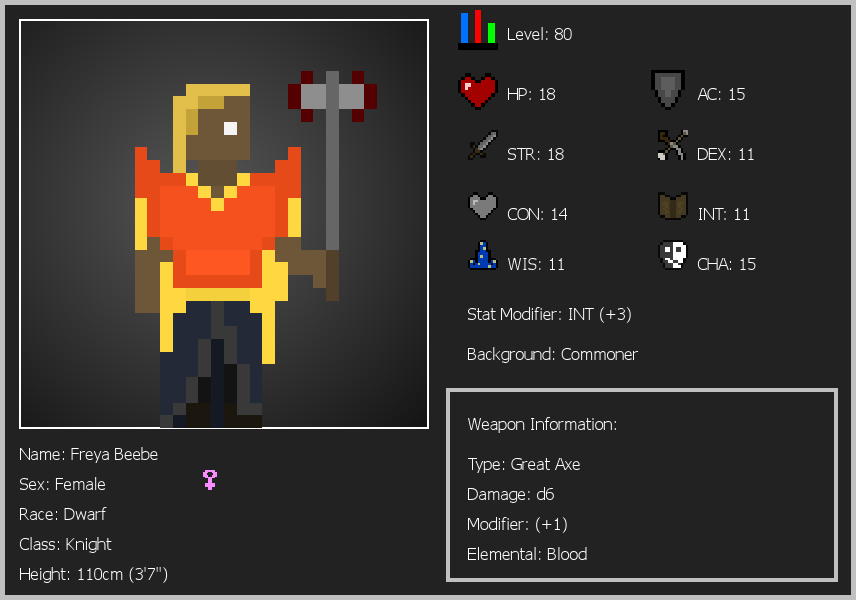 Level: 80
HP: 18
AC: 15
STR: 18
DEX: 11
CON: 14
INT: 11
WIS: 11
CHA: 15
Stat Modifier: INT (+3)
Background: Commoner
Weapon Information:
Type: Great Axe
Damage: d6
Modifier: (+1)
Elemental: Blood
Name: Freya Beebe
Sex: Female
Race: Dwarf
Class: Knight
Height: 110cm (3'7")